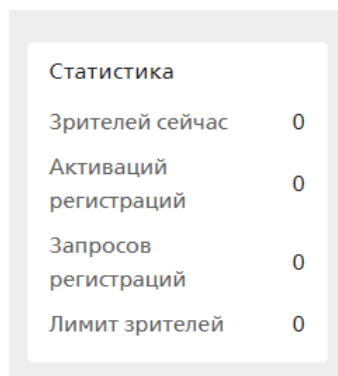 Статистика
Зрителей сейчас 0
Активаций
регистраций 0
Запросов
регистраций 0
Лимит зрителей 0